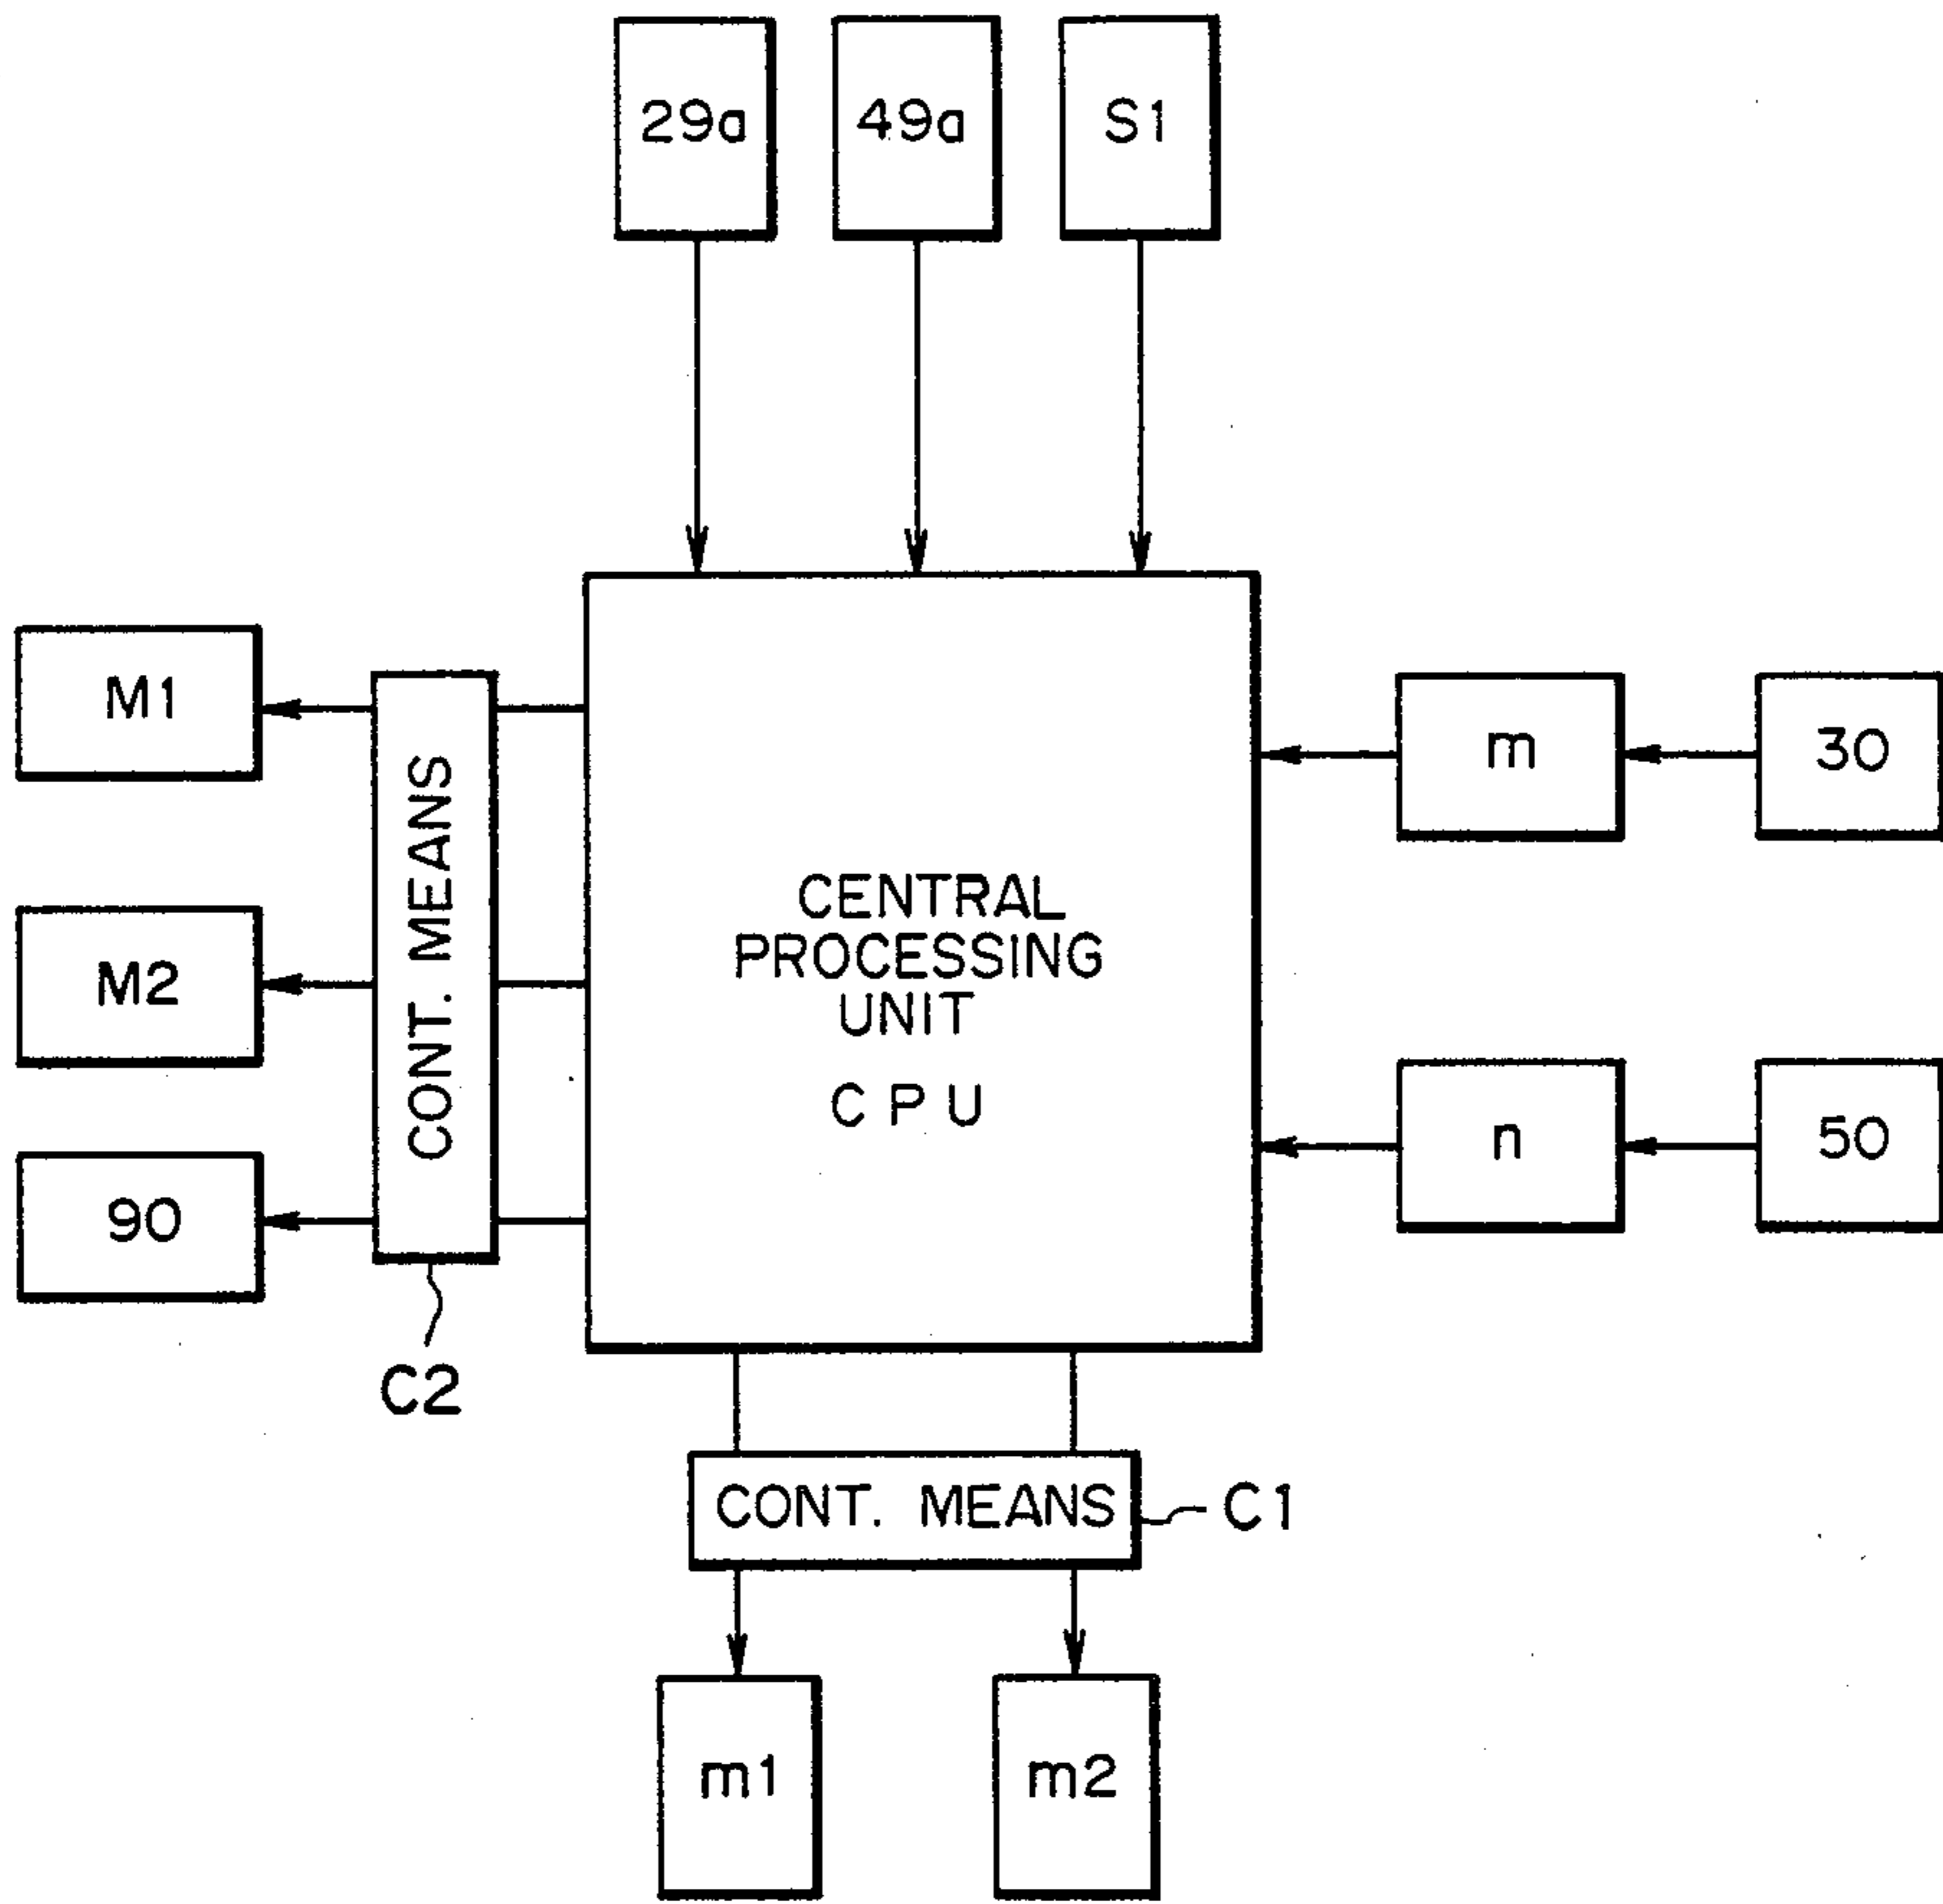 29a
49a
S1
M1
M2
90
CONT. MEANS
C2
CENTRAL
PROCESSING
UNIT
CPU
m
30
n
50
CONT. MEANS
C1
m1
m2